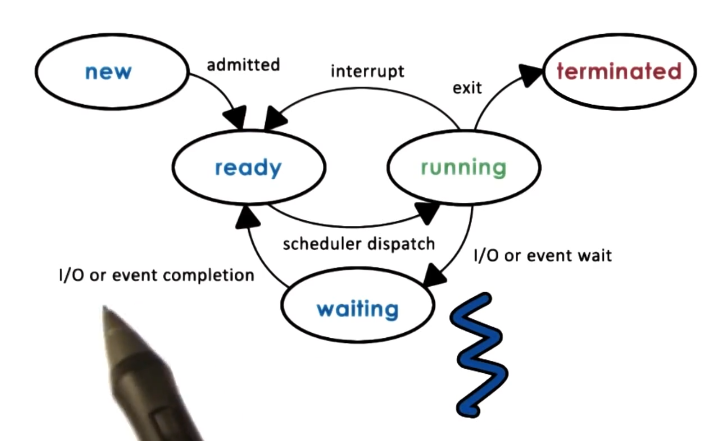 new
admitted
interrupt
exit
terminated
ready
running
scheduler dispatch
I/O or event wait
I/O or event completion
waiting